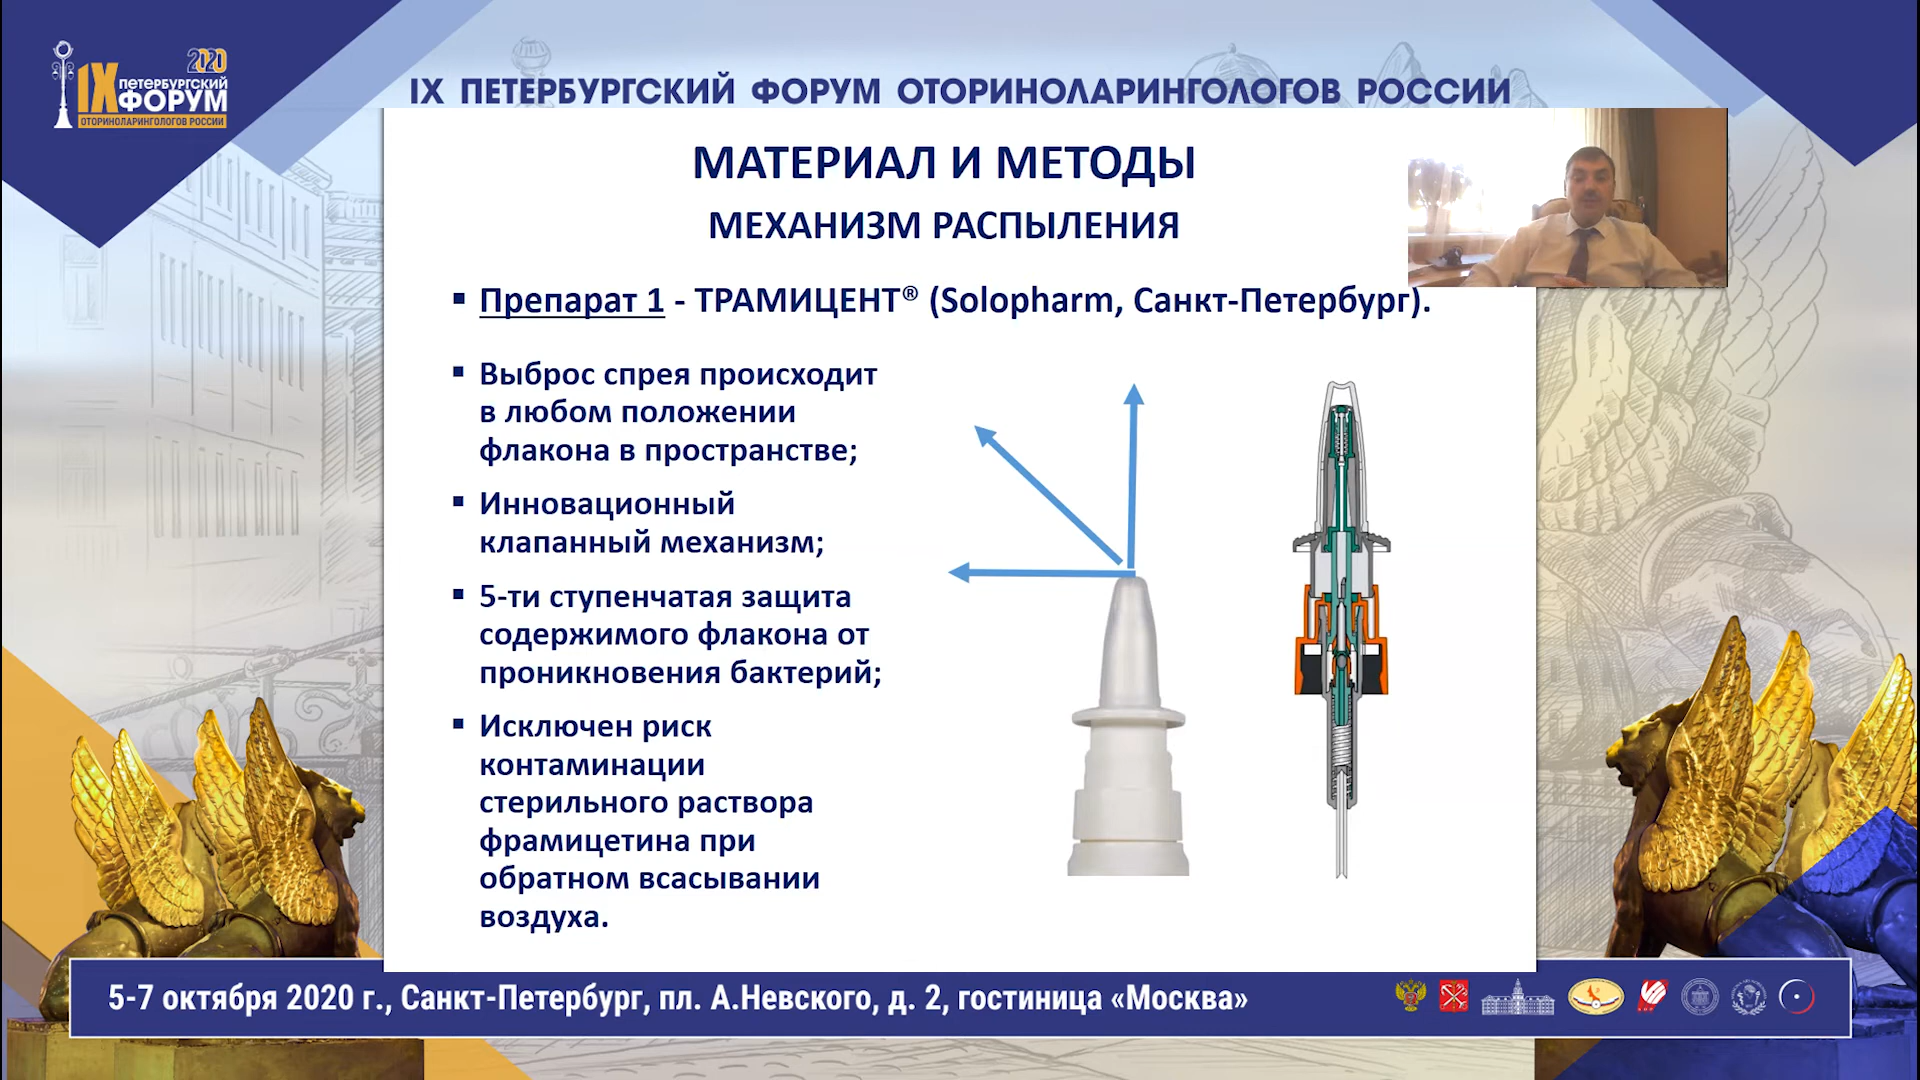 2020
IX ПЕТЕРБУРГСКИЙ
ФОРУМ
ОТОРИНОЛАРИНГОЛОГОВ РОССИИ
IX ПЕТЕРБУРГСКИЙ ФОРУМ ОТОРИНОЛАРИНГОЛОГОВ РОССИИ
МАТЕРИАЛ И МЕТОДЫ
МЕХАНИЗМ РАСПЫЛЕНИЯ
▪ Препарат 1 - ТРАМИЦЕНТ® (Solopharm, Санкт-Петербург).
▪ Выброс спрея происходит
в любом положении
флакона в пространстве;
▪ Инновационный
клапанный механизм;
▪ 5-ти ступенчатая защита
содержимого флакона от
проникновения бактерий;
▪ Исключен риск
контаминации
стерильного раствора
фрамицетина при
обратном всасывании
воздуха.
5-7 октября 2020 г., Санкт-Петербург, пл. А.Невского, д. 2, гостиница «Москва»